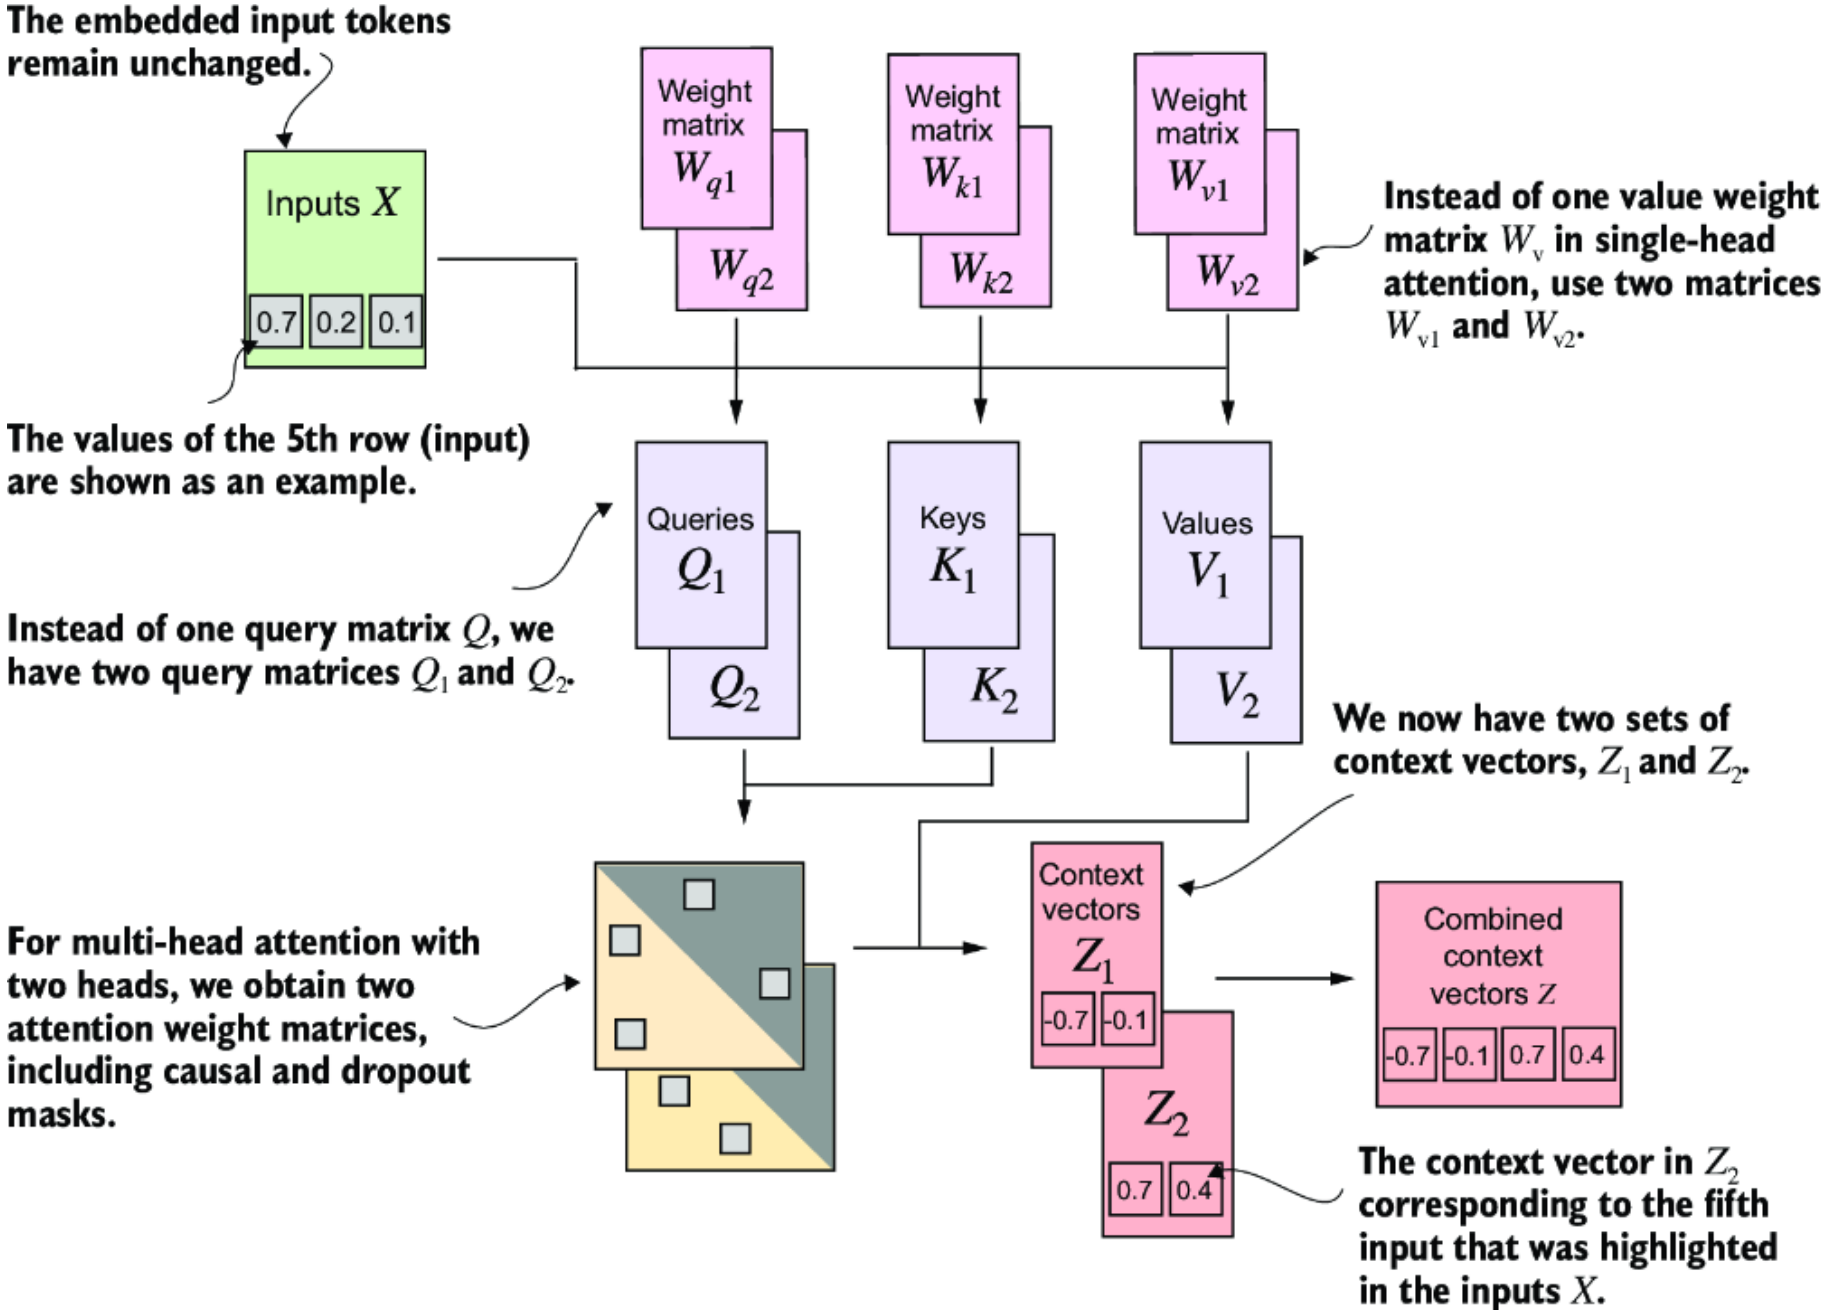 The embedded input tokens
remain unchanged.
Inputs X
0.7 0.2 0.1
Weight
matrix
Wq1
Wq2
Weight
matrix
Wk1
Wk2
Weight
matrix
Wv1
Wv2
Instead of one value weight
matrix Wv in single-head
attention, use two matrices
Wv1 and Wv2.
The values of the 5th row (input)
are shown as an example.
Queries
Q1
Q2
Keys
K1
K2
Values
V1
V2
Instead of one query matrix Q, we
have two query matrices Q1 and Q2.
We now have two sets of
context vectors, Z1 and Z2.
For multi-head attention with
two heads, we obtain two
attention weight matrices,
including causal and dropout
masks.
Context
vectors
Z1
-0.7 -0.1
Z2
0.7 0.4
Combined
context
vectors Z
-0.7 -0.1 0.7 0.4
The context vector in Z2
corresponding to the fifth
input that was highlighted
in the inputs X.